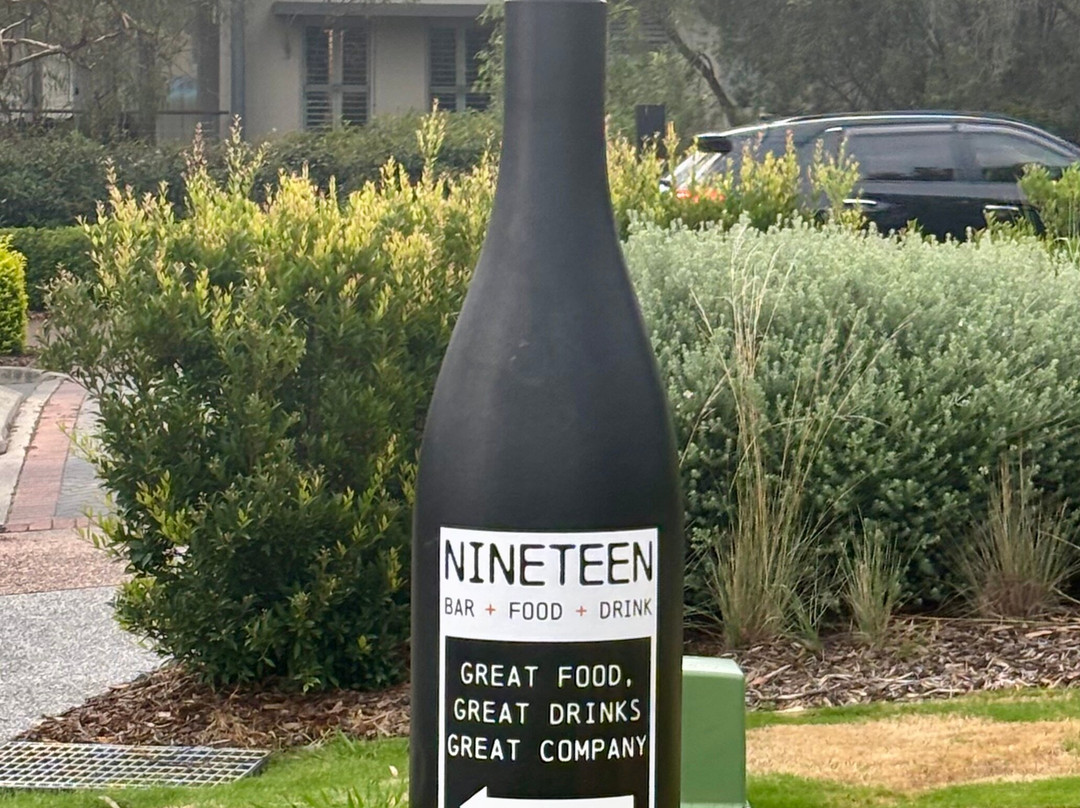 NINETEEN
BAR + FOOD + DRINK
GREAT FOOD,
GREAT DRINKS
GREAT COMPANY